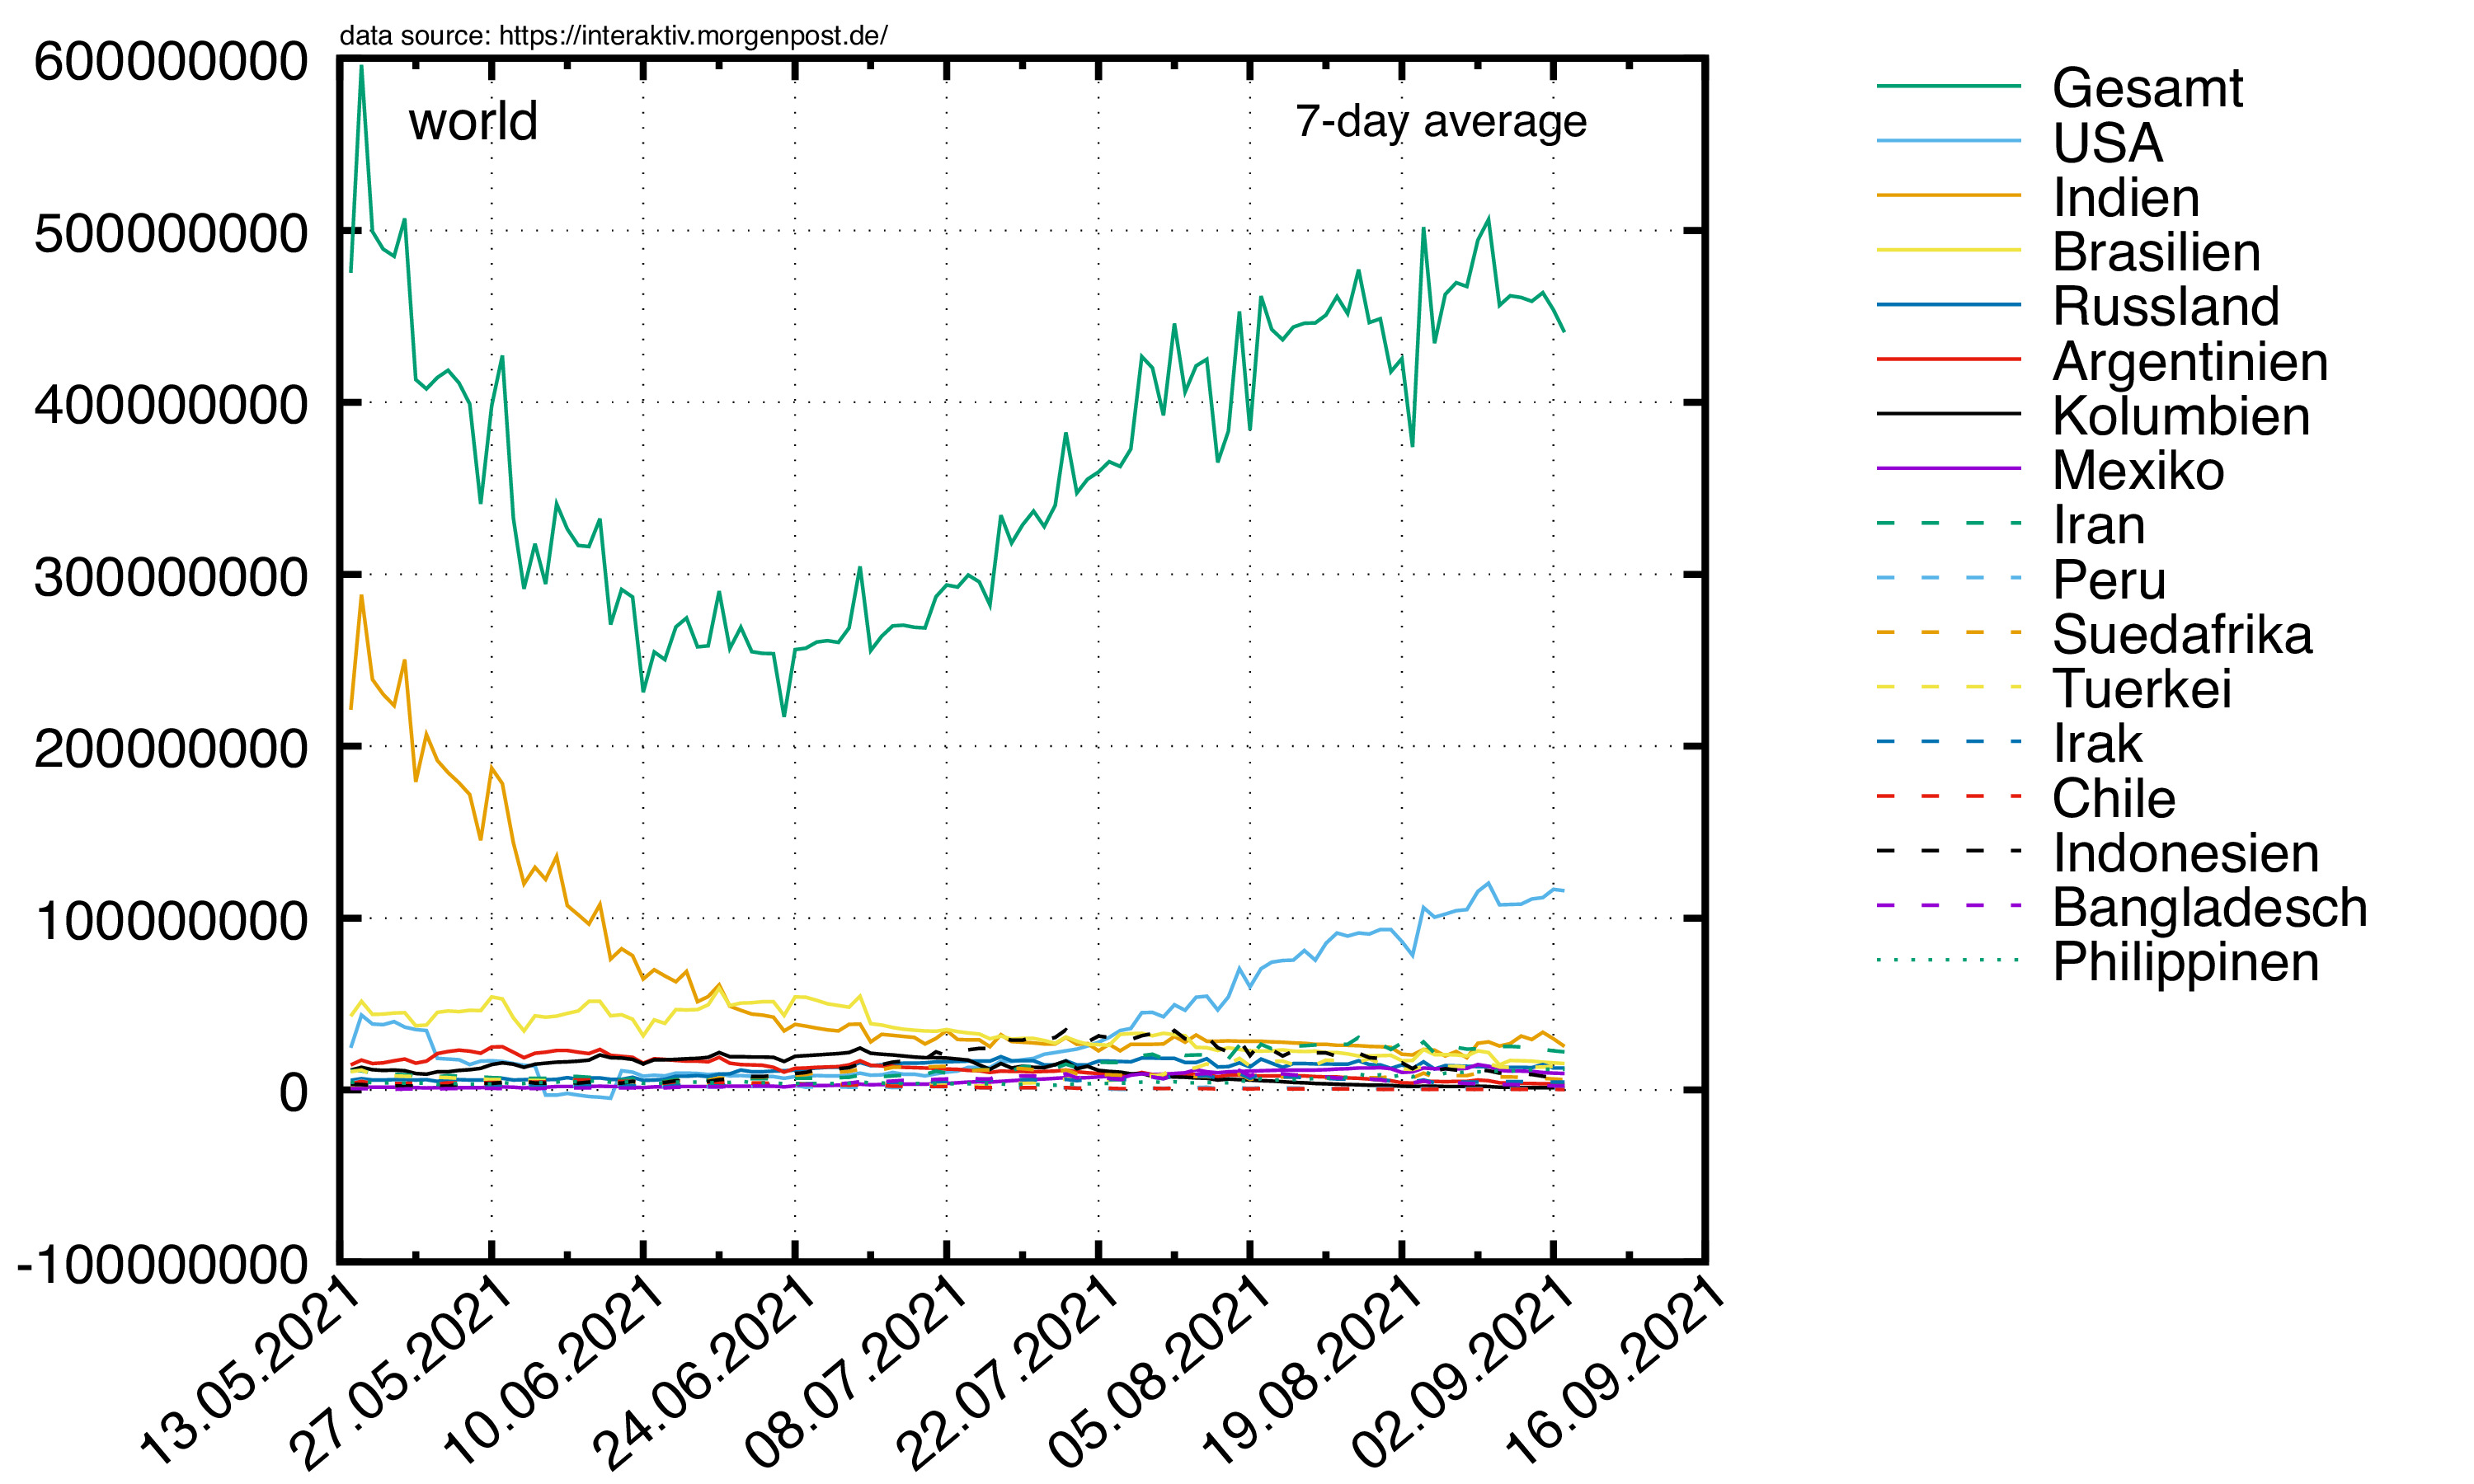 data source: https://interaktiv.morgenpost.de/
600000000
500000000
400000000
300000000
200000000
100000000
0
-100000000
world
7-day average
13.05.2021
27.05.2021
10.06.2021
24.06.2021
08.07.2021
22.07.2021
05.08.2021
19.08.2021
02.09.2021
16.09.2021
Gesamt
USA
Indien
Brasilien
Russland
Argentinien
Kolumbien
Mexiko
Iran
Peru
Suedafrika
Tuerkei
Irak
Chile
Indonesien
Bangladesch
Philippinen